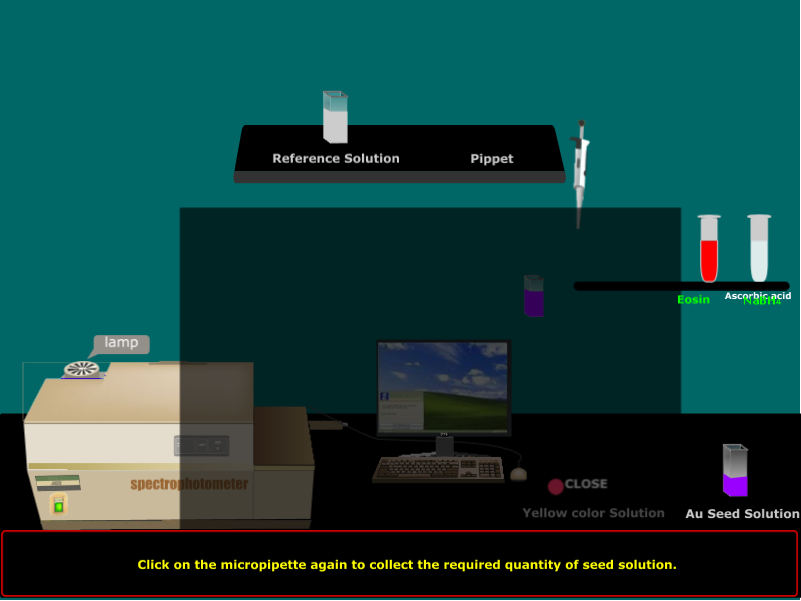 Reference Solution
Pippet
Eosin
Ascorbic acid
NaBH4
lamp
spectrophotometer
CLOSE
Yellow color Solution
Au Seed Solution
Click on the micropipette again to collect the required quantity of seed solution.